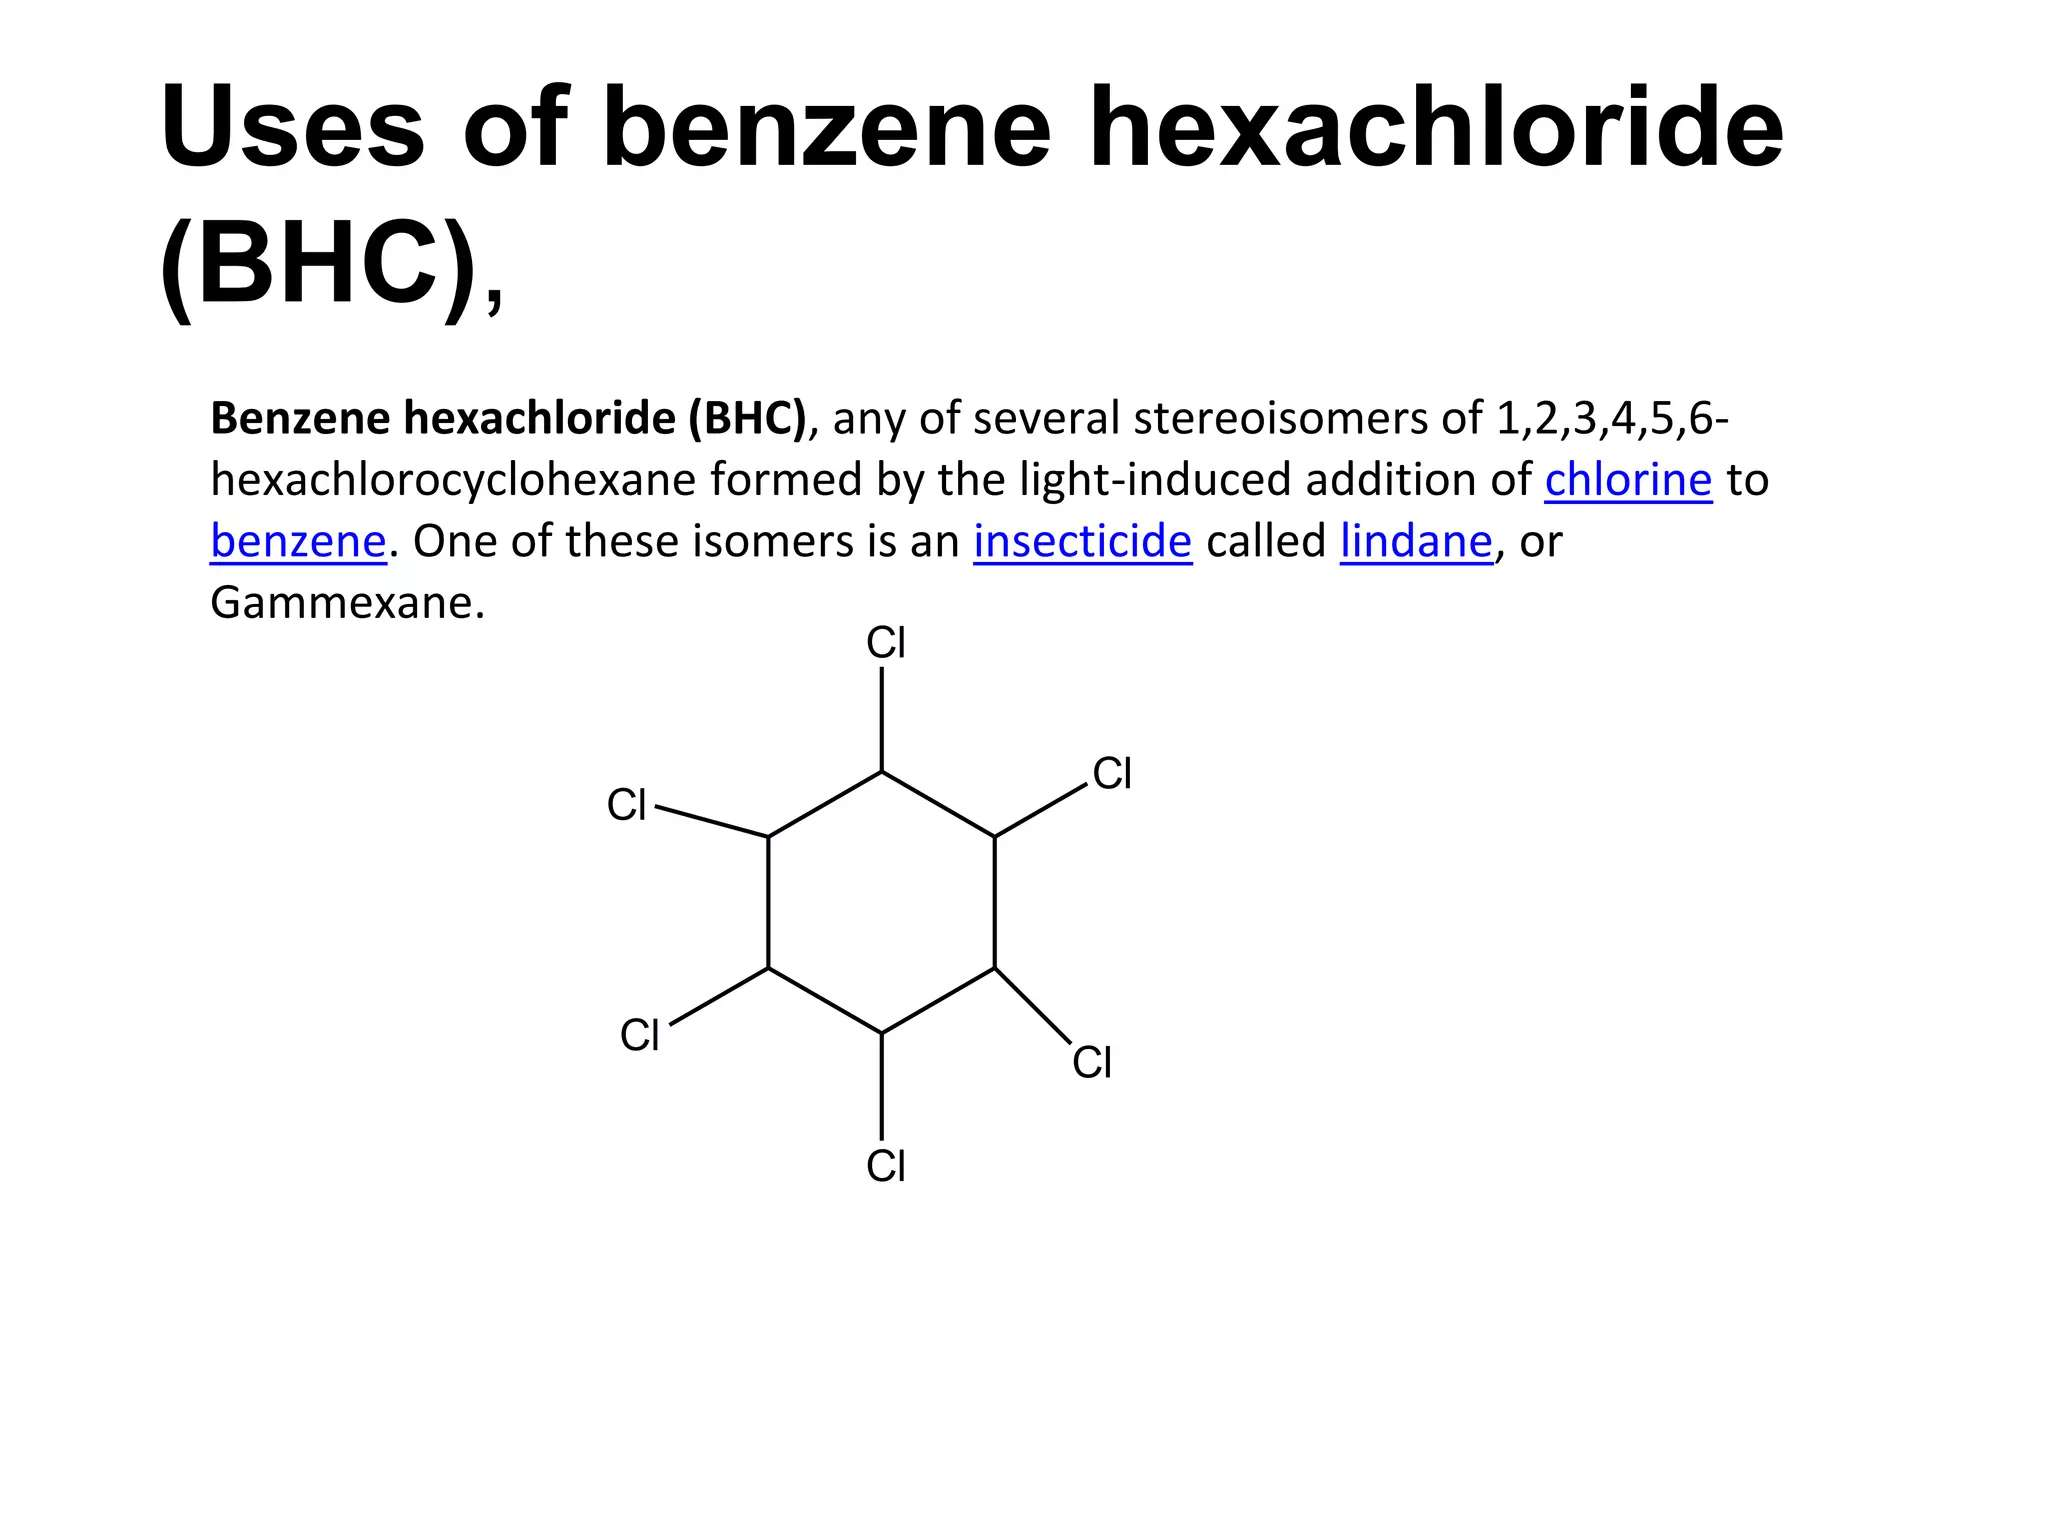 Uses of benzene hexachloride
(BHC),
Benzene hexachloride (BHC), any of several stereoisomers of 1,2,3,4,5,6-
hexachlorocyclohexane formed by the light-induced addition of chlorine to
benzene. One of these isomers is an insecticide called lindane, or
Gammexane.
Cl
Cl
Cl
Cl
Cl
Cl